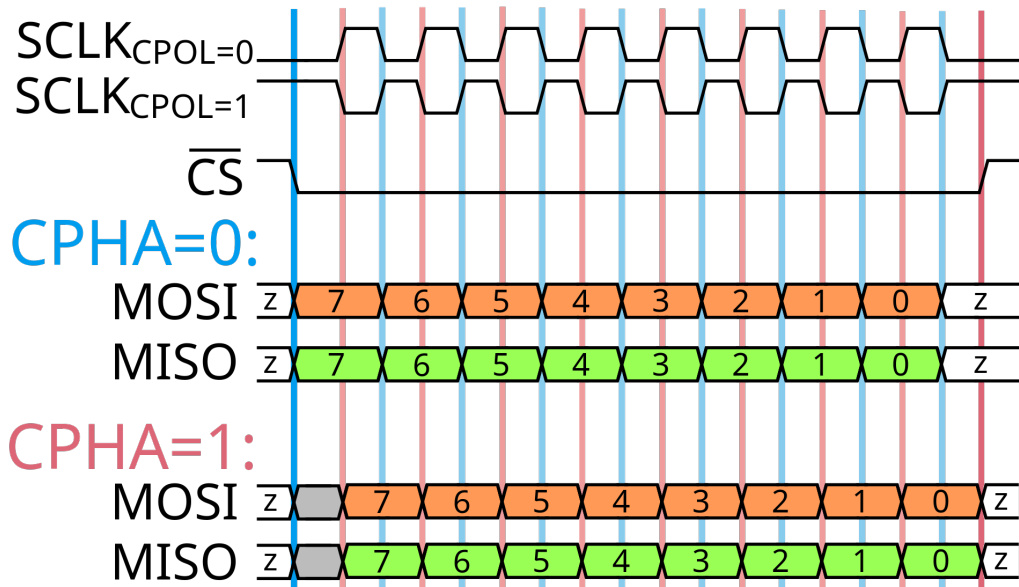 SCLKCPOL=0
SCLKCPOL=1
CS
CPHA=0:
MOSI z 7 6 5 4 3 2 1 0 z
MISO z 7 6 5 4 3 2 1 0 z
CPHA=1:
MOSI z 7 6 5 4 3 2 1 0 z
MISO z 7 6 5 4 3 2 1 0 z